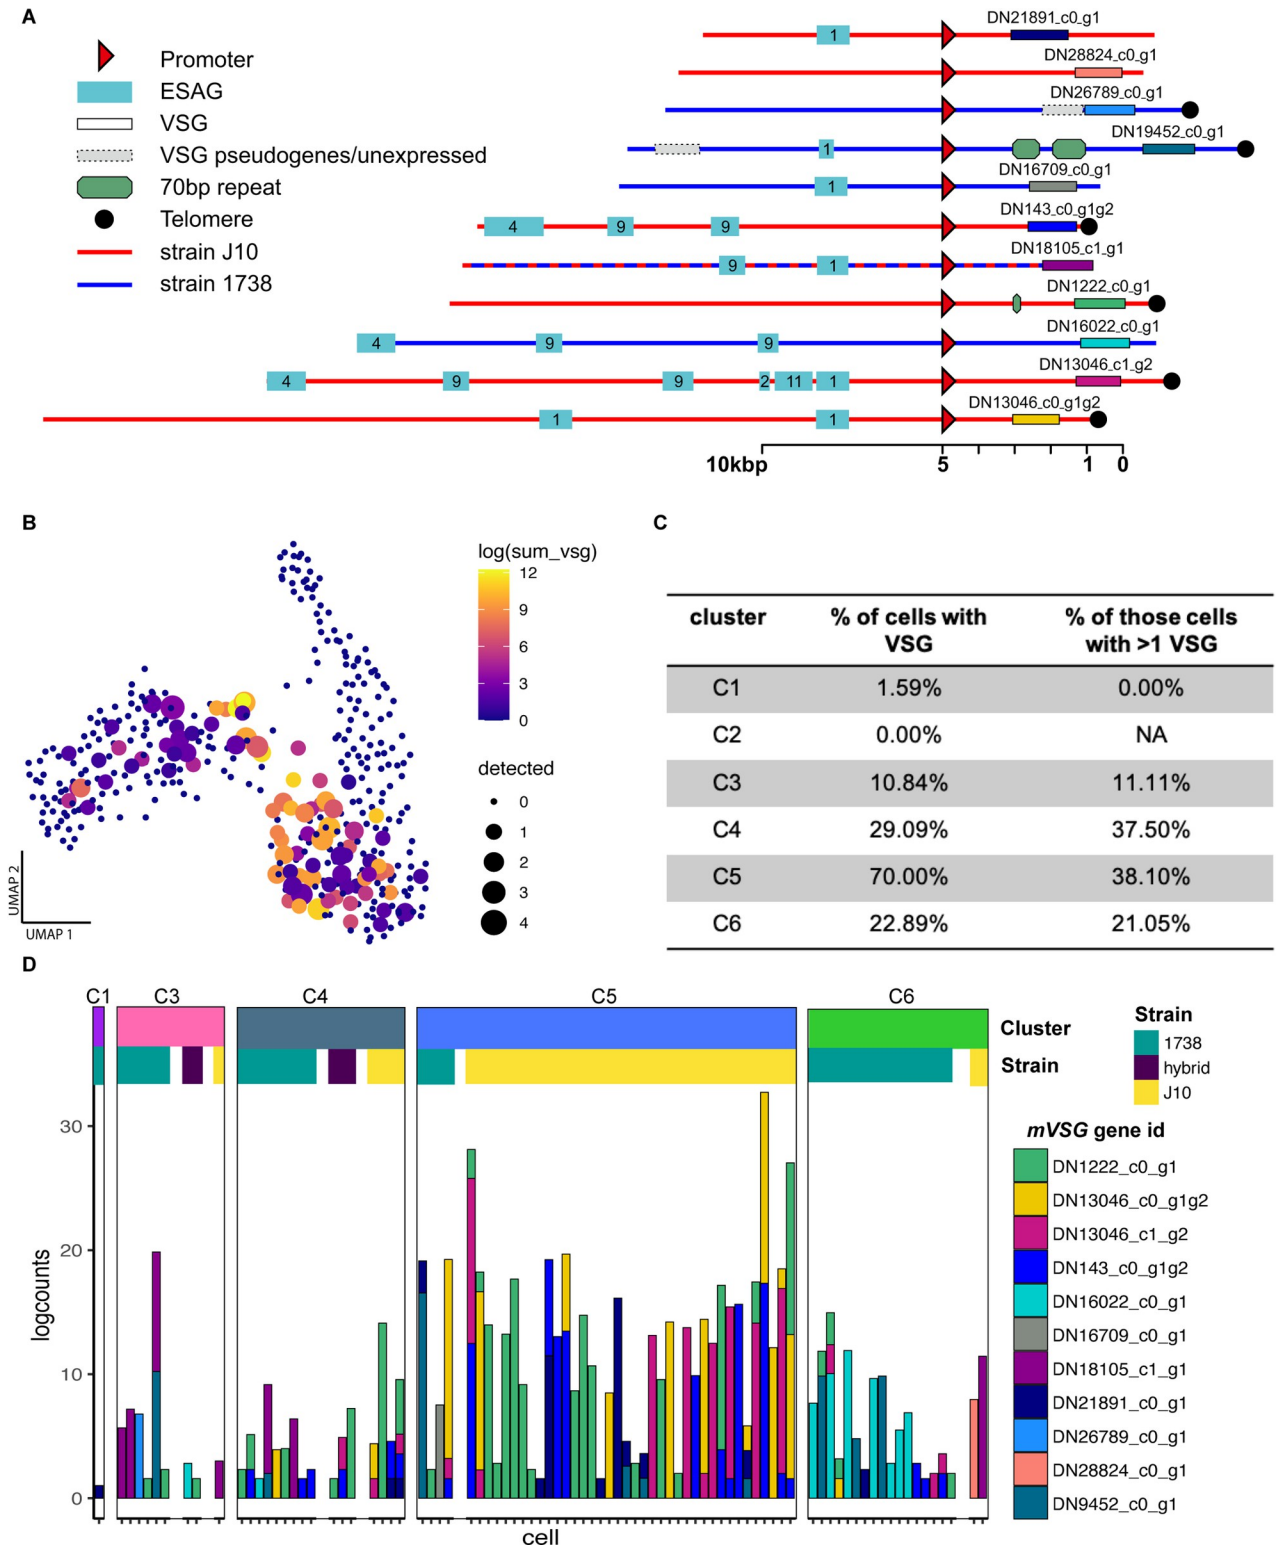 A
Promoter
ESAG
VSG
VSG pseudogenes/unexpressed
70bp repeat
Telomere
strain J10
strain 1738
DN21891_c0_g1
1
DN28824_c0_g1
DN26789_c0_g1
DN19452_c0_g1
1
DN16709_c0_g1
1
DN143_c0_g1g2
4 9 9
DN18105_c1_g1
9 1
DN1222_c0_g1
DN16022_c0_g1
4 9 9
DN13046_c1_g2
4 9 9 2 11 1
DN13046_c0_g1g2
1 1
10kbp 5 1 0
B
log(sum_vsg)
12
9
6
3
0
detected
0
1
2
3
4
UMAP 2
UMAP 1
C
cluster % of cells with VSG % of those cells with >1 VSG
C1 1.59% 0.00%
C2 0.00% NA
C3 10.84% 11.11%
C4 29.09% 37.50%
C5 70.00% 38.10%
C6 22.89% 21.05%
D
C1 C3 C4 C5 C6
Cluster
Strain
Strain
1738
hybrid
J10
mVSG gene id
DN1222_c0_g1
DN13046_c0_g1g2
DN13046_c1_g2
DN143_c0_g1g2
DN16022_c0_g1
DN16709_c0_g1
DN18105_c1_g1
DN21891_c0_g1
DN26789_c0_g1
DN28824_c0_g1
DN9452_c0_g1
logcounts
30
20
10
0
cell